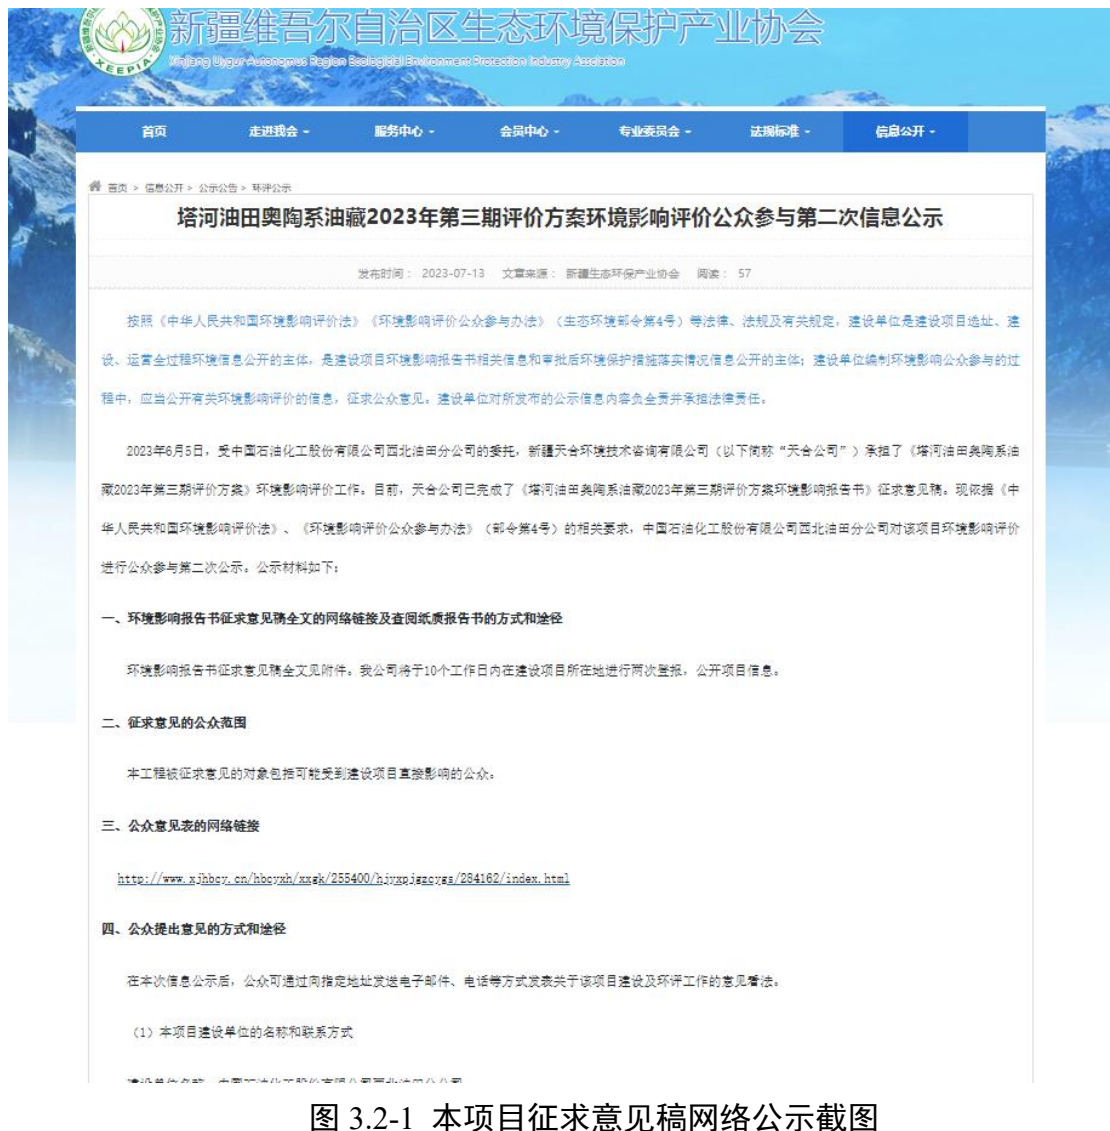 新疆维吾尔自治区生态环境保护产业协会
XEEPIA
Xinjiang Uygur Autonomus Region Ecologicial Environment Protection Industry Assciation
首页 走进我会 服务中心 会员中心 专业委员会 法规标准 信息公开
首页 > 信息公开 > 公示公告 > 环评公示
塔河油田奥陶系油藏2023年第三期评价方案环境影响评价公众参与第二次信息公示
发布时间： 2023-07-13 文章来源： 新疆生态环保产业协会 阅读： 57
按照《中华人民共和国环境影响评价法》《环境影响评价公众参与办法》（生态环境部令第4号）等法律、法规及有关规定，建设单位是建设项目选址、建
设、运营全过程环境信息公开的主体，是建设项目环境影响报告书相关信息和审批后环境保护措施落实情况信息公开的主体；建设单位编制环境影响公众参与的过
程中，应当公开有关环境影响评价的信息，征求公众意见。建设单位对所发布的公示信息内容负全责并承担法律责任。
2023年6月5日，受中国石油化工股份有限公司西北油田分公司的委托，新疆天合环境技术咨询有限公司（以下简称“天合公司”）承担了《塔河油田奥陶系油
藏2023年第三期评价方案》环境影响评价工作。目前，天合公司已完成了《塔河油田奥陶系油藏2023年第三期评价方案环境影响报告书》征求意见稿。现依据《中
华人民共和国环境影响评价法》、《环境影响评价公众参与办法》（部令第4号）的相关要求，中国石油化工股份有限公司西北油田分公司对该项目环境影响评价
进行公众参与第二次公示。公示材料如下：
一、环境影响报告书征求意见稿全文的网络链接及查阅纸质报告书的方式和途径
环境影响报告书征求意见稿全文见附件。我公司将于10个工作日内在建设项目所在地进行两次登报，公开项目信息。
二、征求意见的公众范围
本工程被征求意见的对象包括可能受到建设项目直接影响的公众。
三、公众意见表的网络链接
http://www.xjhbcy.cn/hbcyxh/xxgk/255400/hjyxpjgzcygs/284162/index.html
四、公众提出意见的方式和途径
在本次信息公示后，公众可通过向指定地址发送电子邮件、电话等方式发表关于该项目建设及环评工作的意见看法。
（1）本项目建设单位的名称和联系方式
建设单位名称：中国石油化工股份有限公司西北油田分公司
图 3.2-1 本项目征求意见稿网络公示截图